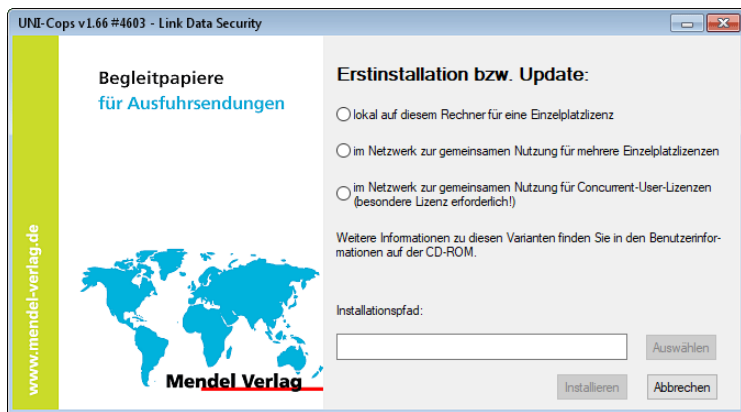 UNI-Cops v1.66 #4603 - Link Data Security
Begleitpapiere
für Ausfuhrsendungen
www.mendel-verlag.de
Mendel Verlag
Erstinstallation bzw. Update:
lokal auf diesem Rechner für eine Einzelplatzlizenz
im Netzwerk zur gemeinsamen Nutzung für mehrere Einzelplatzlizenzen
im Netzwerk zur gemeinsamen Nutzung für Concurrent-User-Lizenzen
(besondere Lizenz erforderlich!)
Weitere Informationen zu diesen Varianten finden Sie in den Benutzerinfor-
mationen auf der CD-ROM.
Installationspfad:
Auswählen
Installieren
Abbrechen